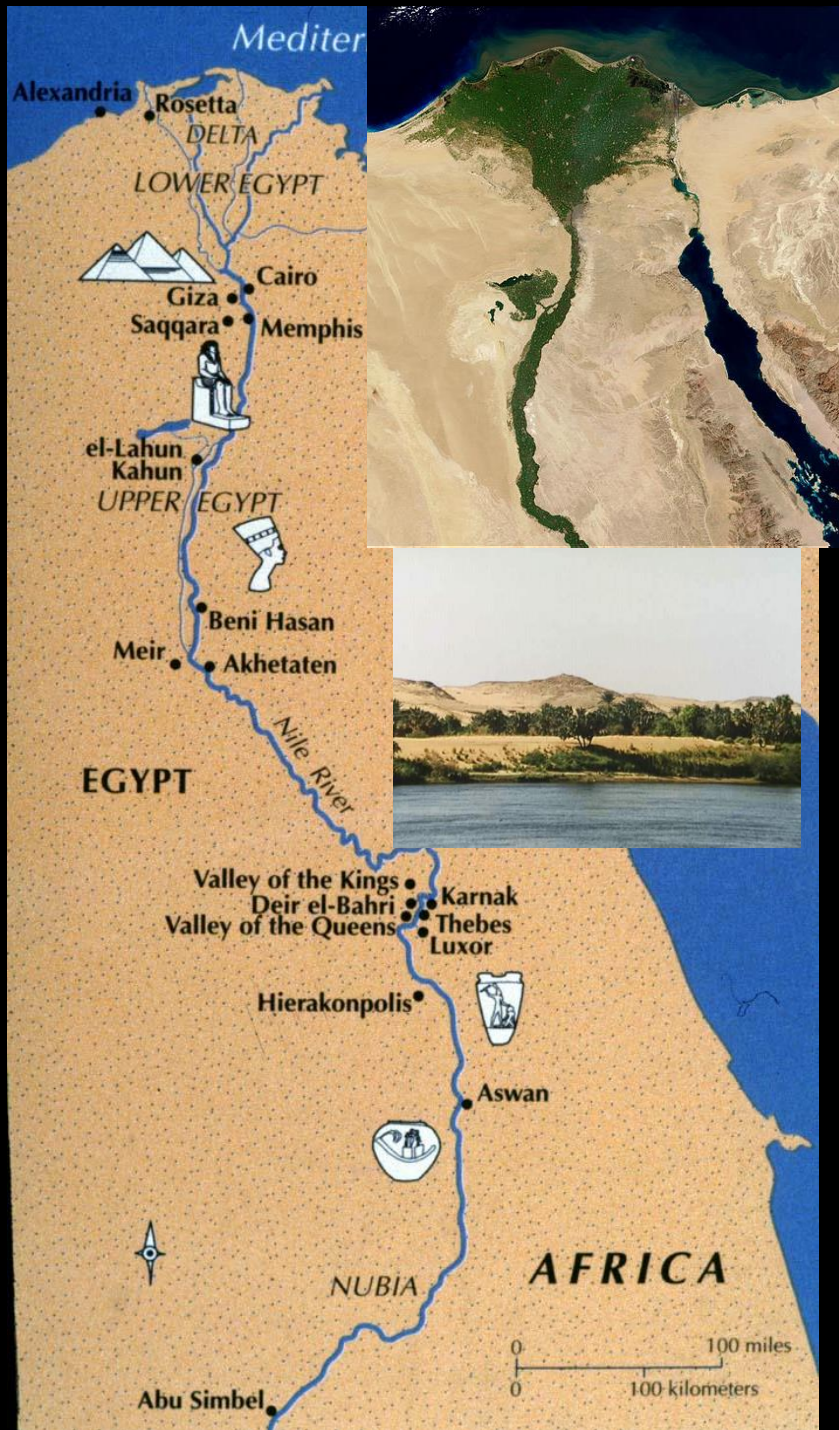 Mediter
Alexandria
Rosetta
DELTA
LOWER EGYPT
Cairo
Giza
Saqqara
Memphis
el-Lahun
Kahun
UPPER EGYPT
Beni Hasan
Meir
Akhetaten
Nile River
EGYPT
Valley of the Kings
Karnak
Deir el-Bahri
Thebes
Valley of the Queens
Luxor
Hierakonpolis
Aswan
AFRICA
NUBIA
0 100 miles
0 100 kilometers
Abu Simbel